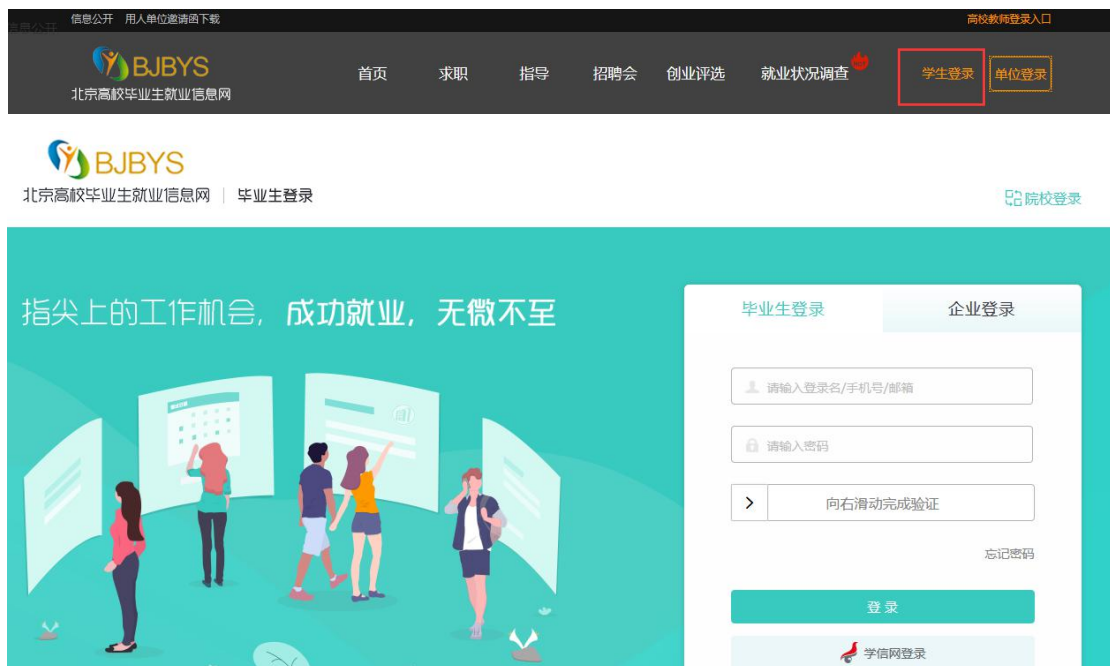 信息公开 用人单位邀请函下载 高校教师登录入口
信息公开
BJBYS
北京高校毕业生就业信息网
首页 求职 指导 招聘会 创业评选 就业状况调查 学生登录 单位登录
BJBYS
北京高校毕业生就业信息网 | 毕业生登录
院校登录
指尖上的工作机会，成功就业，无微不至
毕业生登录 企业登录
请输入登录名/手机号/邮箱
请输入密码
> 向右滑动完成验证
忘记密码
登 录
学信网登录